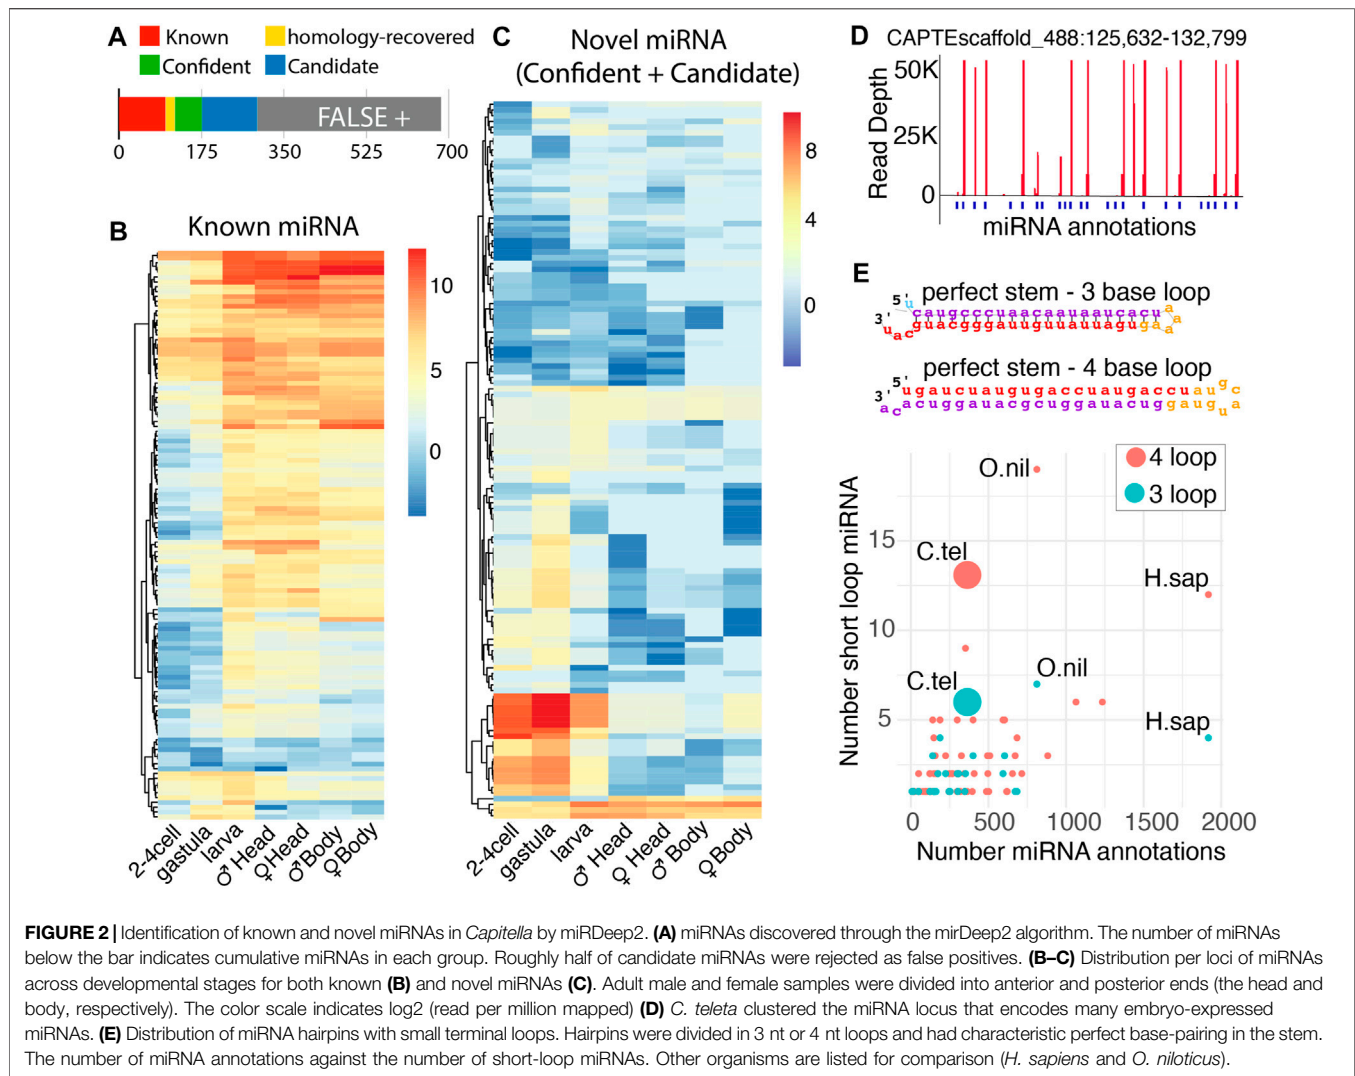 A
Known
homology-recovered
Confident
Candidate
FALSE +
0 175 350 525 700
B
Known miRNA
10
5
0
2-4cell
gastula
larva
♂ Head
♀ Head
♂ Body
♀ Body
C
Novel miRNA
(Confident + Candidate)
8
4
0
2-4cell
gastula
larva
♂ Head
♀ Head
♂ Body
♀ Body
D
CAPTEscaffold_488:125,632-132,799
50K
25K
0
Read Depth
miRNA annotations
E
perfect stem - 3 base loop
5'
u
caugcccuaacaauaaucacu
a
a
a
3'
guacgggauuguuauuaguga
uac
perfect stem - 4 base loop
5'
ugaucuaugugaccuaugaccuaugc
3'
a
acacuggauacgcuggauacugggaugu
4 loop
3 loop
O.nil
C.tel
H.sap
C.tel
O.nil
H.sap
15
10
5
Number short loop miRNA
0 500 1000 1500 2000
Number miRNA annotations
FIGURE 2 | Identification of known and novel miRNAs in Capitella by miRDeep2. (A) miRNAs discovered through the mirDeep2 algorithm. The number of miRNAs
below the bar indicates cumulative miRNAs in each group. Roughly half of candidate miRNAs were rejected as false positives. (B–C) Distribution per loci of miRNAs
across developmental stages for both known (B) and novel miRNAs (C). Adult male and female samples were divided into anterior and posterior ends (the head and
body, respectively). The color scale indicates log2 (read per million mapped) (D) C. teleta clustered the miRNA locus that encodes many embryo-expressed
miRNAs. (E) Distribution of miRNA hairpins with small terminal loops. Hairpins were divided in 3 nt or 4 nt loops and had characteristic perfect base-pairing in the stem.
The number of miRNA annotations against the number of short-loop miRNAs. Other organisms are listed for comparison (H. sapiens and O. niloticus).